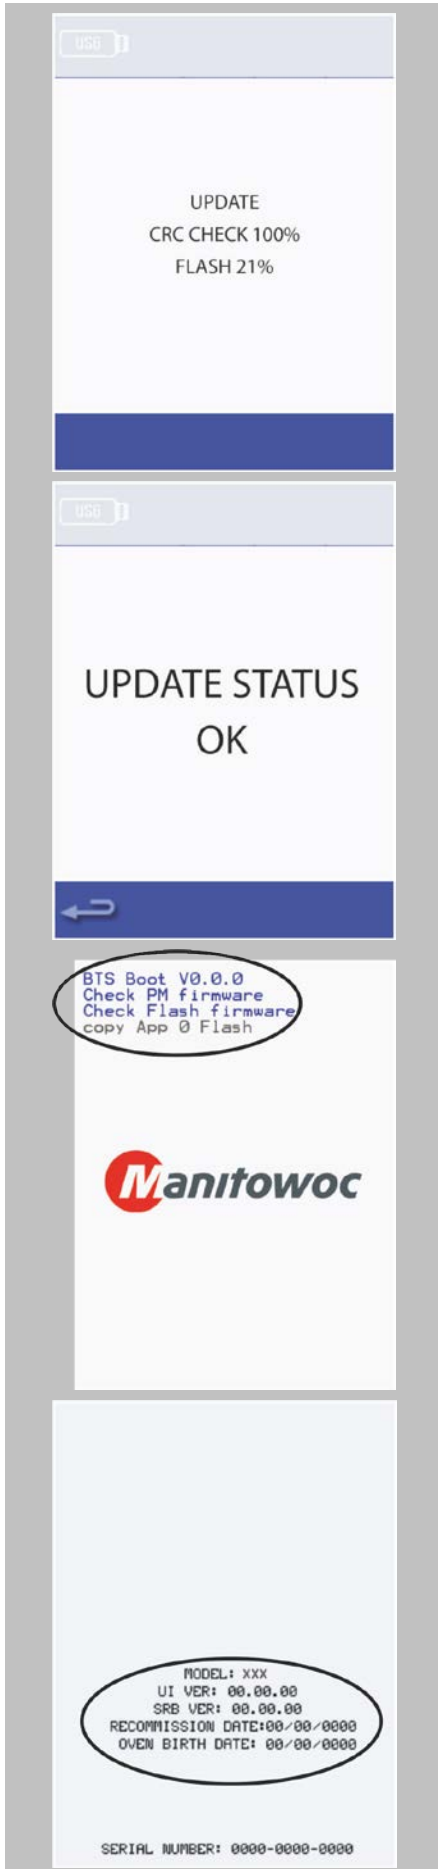 USB
UPDATE
CRC CHECK 100%
FLASH 21%
USB
UPDATE STATUS
OK
BTS Boot V0.0.0
Check PM firmware
Check Flash firmware
copy App 0 Flash
Manitowoc
MODEL: XXX
UI VER: 00.00.00
SRB VER: 00.00.00
RECOMMISSION DATE:00/00/0000
OVEN BIRTH DATE: 00/00/0000
SERIAL NUMBER: 0000-0000-0000